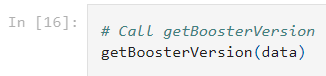 In [16]:
# Call getBoosterVersion
getBoosterVersion(data)